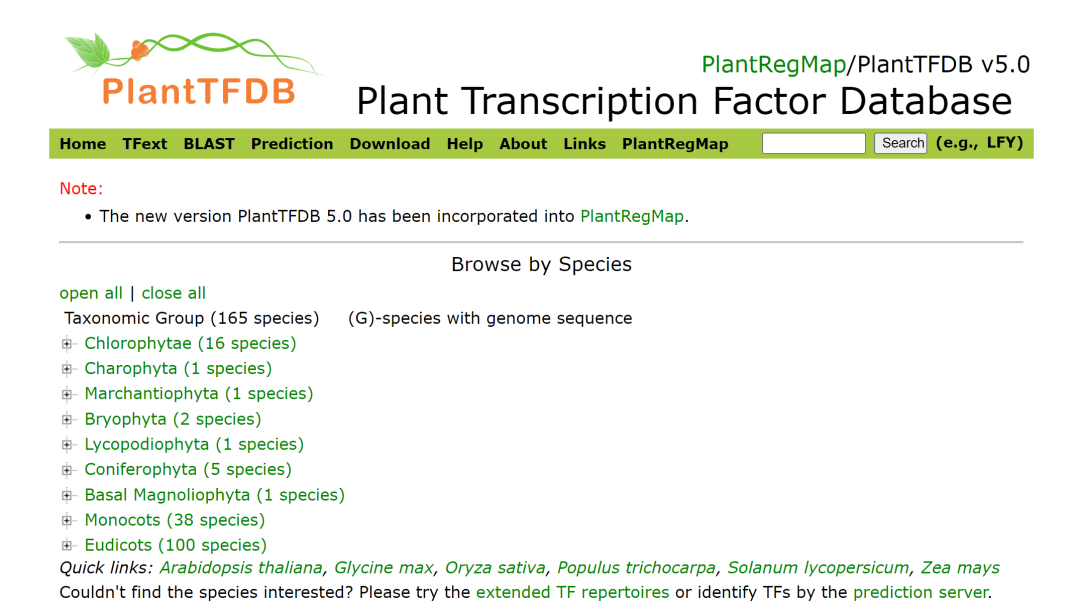 PlantTFDB
PlantRegMap/PlantTFDB v5.0
Plant Transcription Factor Database
Home TFext BLAST Prediction Download Help About Links PlantRegMap Search (e.g., LFY)
Note:
• The new version PlantTFDB 5.0 has been incorporated into PlantRegMap.
Browse by Species
open all | close all
Taxonomic Group (165 species) (G)-species with genome sequence
Chlorophytae (16 species)
Charophyta (1 species)
Marchantiophyta (1 species)
Bryophyta (2 species)
Lycopodiophyta (1 species)
Coniferophyta (5 species)
Basal Magnoliophyta (1 species)
Monocots (38 species)
Eudicots (100 species)
Quick links: Arabidopsis thaliana, Glycine max, Oryza sativa, Populus trichocarpa, Solanum lycopersicum, Zea mays
Couldn't find the species interested? Please try the extended TF repertoires or identify TFs by the prediction server.